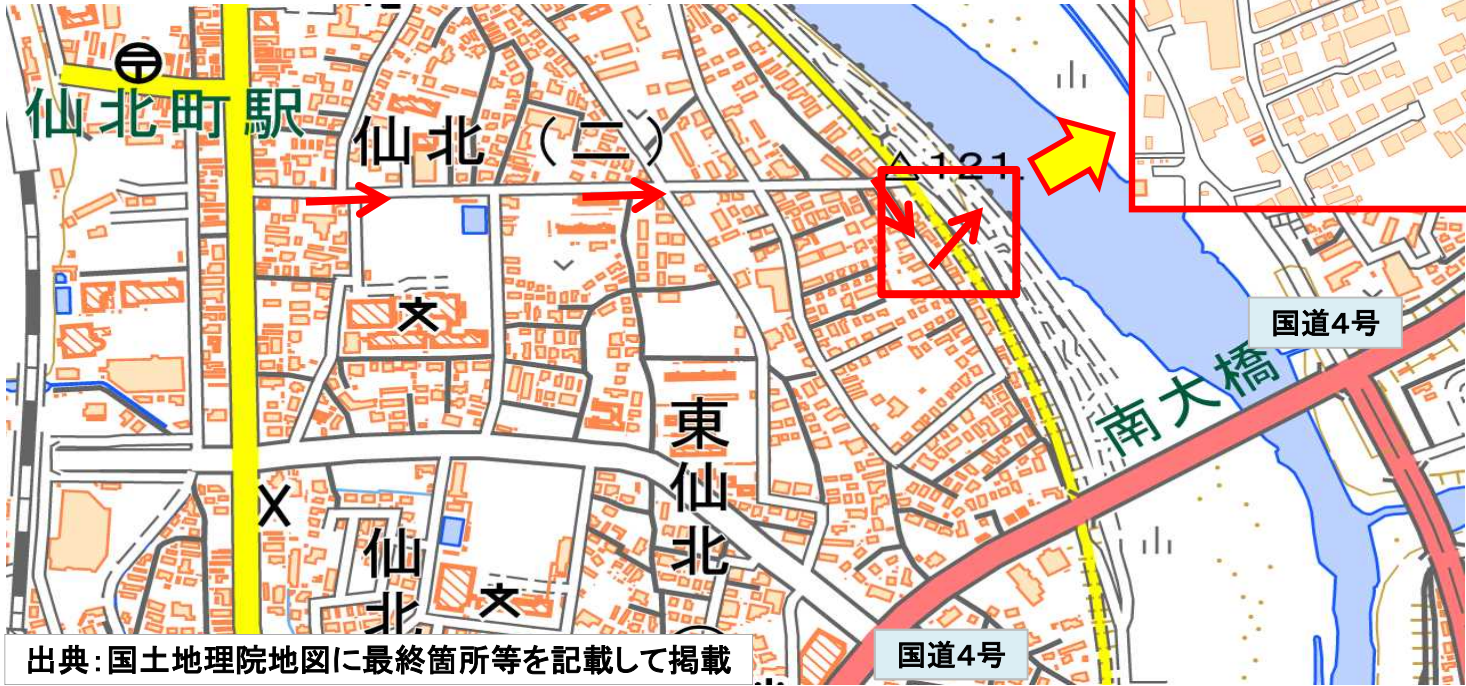 仙北町駅
仙北(二)
121
国道4号
南大橋
東仙北
仙北
国道4号
出典:国土地理院地図に最終箇所等を記載して掲載